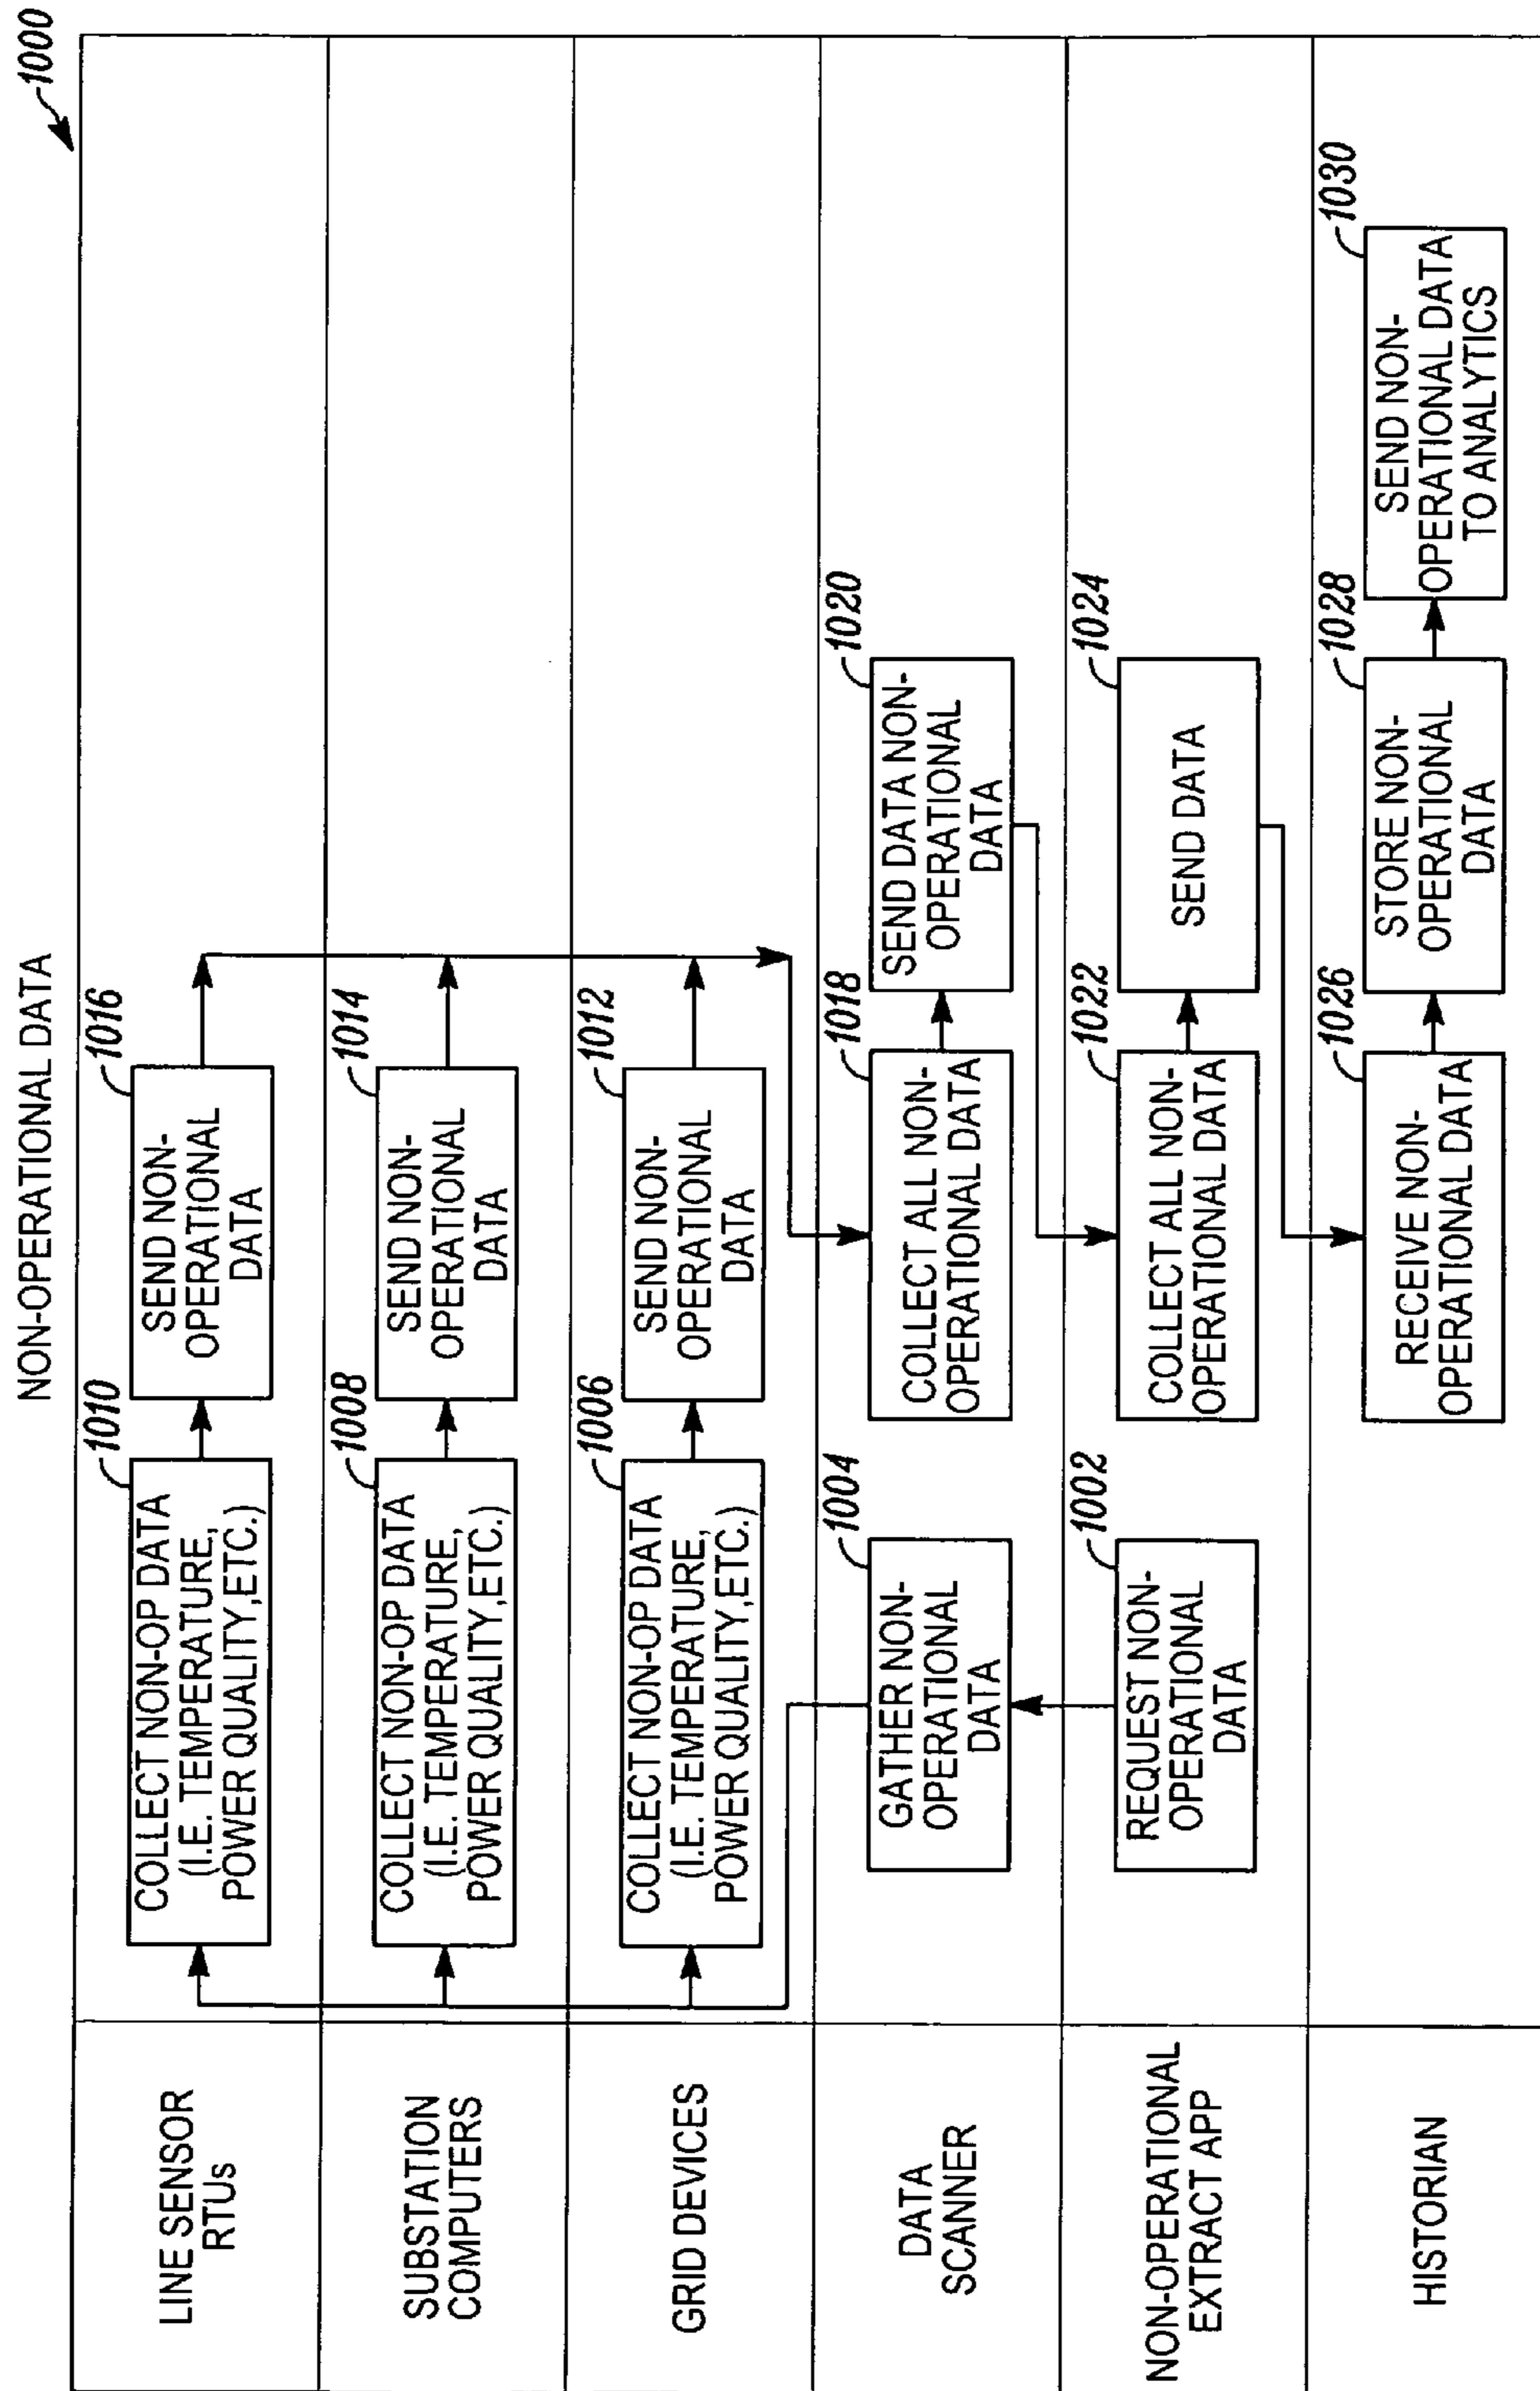 NON-OPERATIONAL DATA
1000
LINE SENSOR
RTUs
1010
COLLECT NON-OP DATA
(I.E. TEMPERATURE,
POWER QUALITY,ETC.)
1016
SEND NON-
OPERATIONAL
DATA
SUBSTATION
COMPUTERS
1008
COLLECT NON-OP DATA
(I.E. TEMPERATURE,
POWER QUALITY,ETC.)
1014
SEND NON-
OPERATIONAL
DATA
GRID DEVICES
1006
COLLECT NON-OP DATA
(I.E. TEMPERATURE,
POWER QUALITY,ETC.)
1012
SEND NON-
OPERATIONAL
DATA
DATA
SCANNER
1004
GATHER NON-
OPERATIONAL
DATA
1018
COLLECT ALL NON-
OPERATIONAL DATA
1020
SEND DATA NON-
OPERATIONAL
DATA
NON-OPERATIONAL
EXTRACT APP
1002
REQUEST NON-
OPERATIONAL
DATA
1022
COLLECT ALL NON-
OPERATIONAL DATA
1024
SEND DATA
HISTORIAN
1026
RECEIVE NON-
OPERATIONAL DATA
1028
STORE NON-
OPERATIONAL
DATA
1030
SEND NON-
OPERATIONAL DATA
TO ANALYTICS